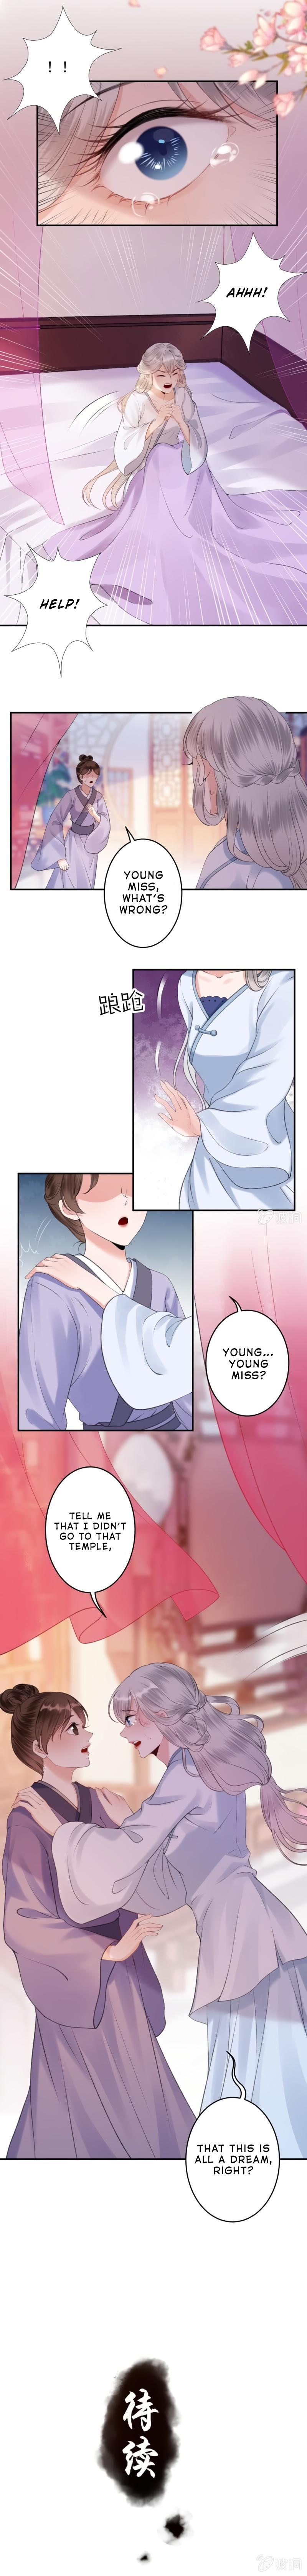 ！！
AHHH!
HELP!
YOUNG
MISS,
WHAT'S
WRONG?
踉跄
YOUNG...
YOUNG
MISS?
TELL ME
THAT I DIDN'T
GO TO THAT
TEMPLE,
THAT THIS IS
ALL A DREAM,
RIGHT?
待
续